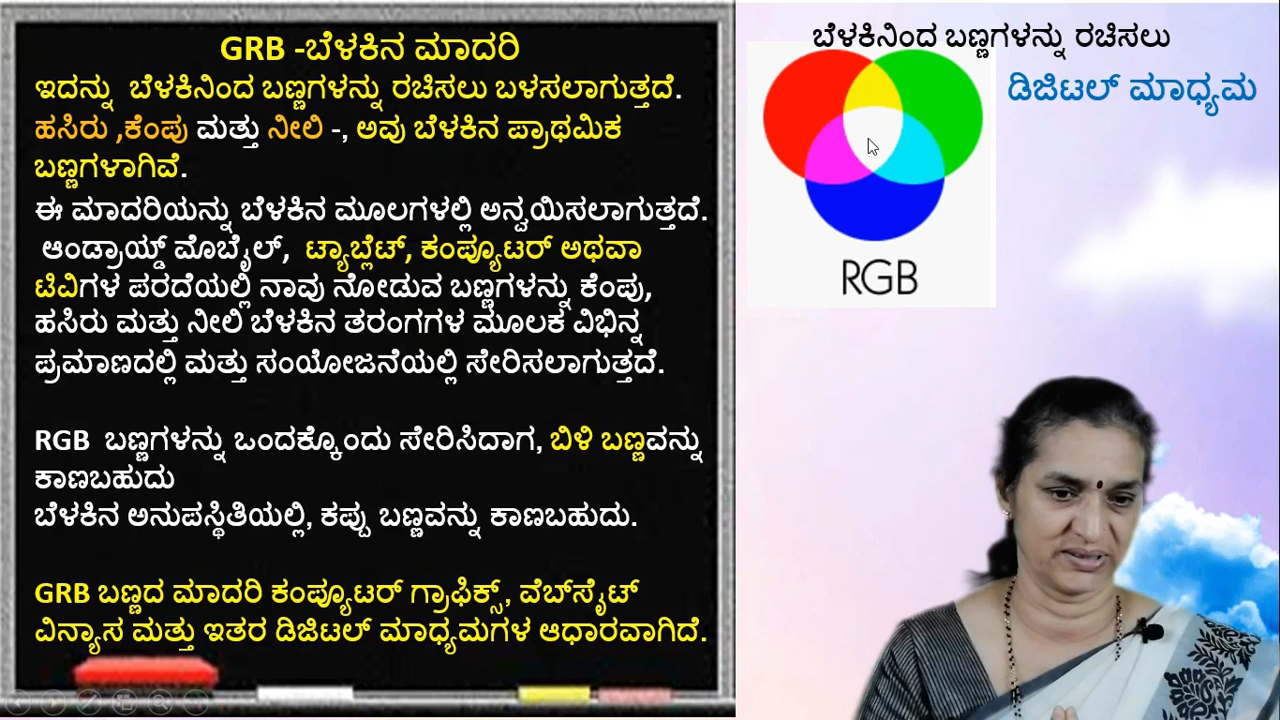 GRB -ಬೆಳಕಿನ ಮಾದರಿ
ಇದನ್ನು ಬೆಳಕಿನಿಂದ ಬಣ್ಣಗಳನ್ನು ರಚಿಸಲು ಬಳಸಲಾಗುತ್ತದೆ.
ಹಸಿರು ,ಕೆಂಪು ಮತ್ತು ನೀಲಿ -, ಅವು ಬೆಳಕಿನ ಪ್ರಾಥಮಿಕ
ಬಣ್ಣಗಳಾಗಿವೆ.
ಈ ಮಾದರಿಯನ್ನು ಬೆಳಕಿನ ಮೂಲಗಳಲ್ಲಿ ಅನ್ವಯಿಸಲಾಗುತ್ತದೆ.
ಆಂಡ್ರಾಯ್ಡ್ ಮೊಬೈಲ್, ಟ್ಯಾಬ್ಲೆಟ್, ಕಂಪ್ಯೂಟರ್ ಅಥವಾ
ಟಿವಿಗಳ ಪರದೆಯಲ್ಲಿ ನಾವು ನೋಡುವ ಬಣ್ಣಗಳನ್ನು ಕೆಂಪು,
ಹಸಿರು ಮತ್ತು ನೀಲಿ ಬೆಳಕಿನ ತರಂಗಗಳ ಮೂಲಕ ವಿಭಿನ್ನ
ಪ್ರಮಾಣದಲ್ಲಿ ಮತ್ತು ಸಂಯೋಜನೆಯಲ್ಲಿ ಸೇರಿಸಲಾಗುತ್ತದೆ.
RGB ಬಣ್ಣಗಳನ್ನು ಒಂದಕ್ಕೊಂದು ಸೇರಿಸಿದಾಗ, ಬಿಳಿ ಬಣ್ಣವನ್ನು
ಕಾಣಬಹುದು
ಬೆಳಕಿನ ಅನುಪಸ್ಥಿತಿಯಲ್ಲಿ, ಕಪ್ಪು ಬಣ್ಣವನ್ನು ಕಾಣಬಹುದು.
GRB ಬಣ್ಣದ ಮಾದರಿ ಕಂಪ್ಯೂಟರ್ ಗ್ರಾಫಿಕ್ಸ್, ವೆಬ್‌ಸೈಟ್
ವಿನ್ಯಾಸ ಮತ್ತು ಇತರ ಡಿಜಿಟಲ್ ಮಾಧ್ಯಮಗಳ ಆಧಾರವಾಗಿದೆ.
ಬೆಳಕಿನಿಂದ ಬಣ್ಣಗಳನ್ನು ರಚಿಸಲು
ಡಿಜಿಟಲ್ ಮಾಧ್ಯಮ
RGB